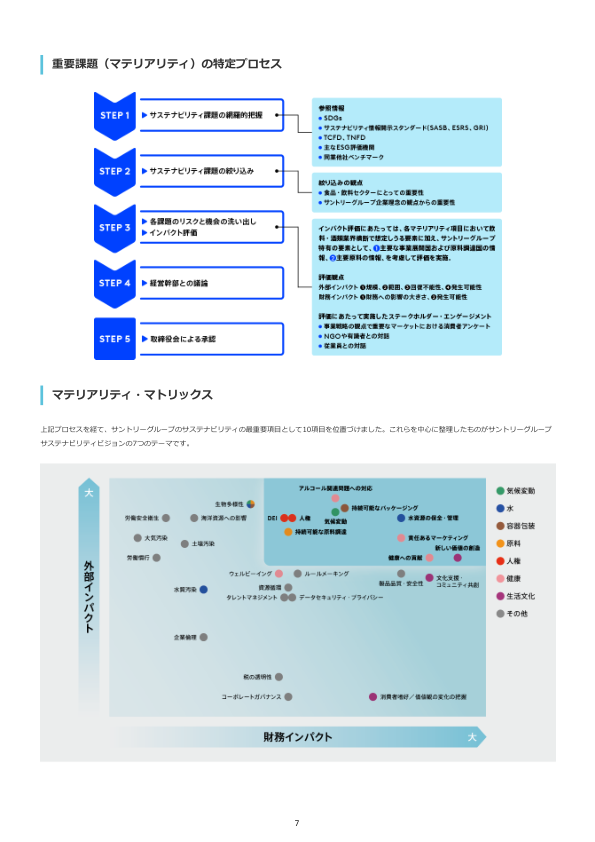 重要課題（マテリアリティ）の特定プロセス
STEP 1
▶ サステナビリティ課題の網羅的把握
参照情報
● SDGs
● サステナビリティ情報開示スタンダード(SASB、ESRS、GRI)
● TCFD、TNFD
● 主なESG評価機関
● 同業他社ベンチマーク
STEP 2
▶ サステナビリティ課題の絞り込み
絞り込みの観点
● 食品・飲料セクターにとっての重要性
● サントリーグループ企業理念の観点からの重要性
STEP 3
▶ 各課題のリスクと機会の洗い出し
▶ インパクト評価
インパクト評価にあたっては、各マテリアリティ項目において飲
料・酒類業界横断で想定しうる要素に加え、サントリーグループ
特有の要素として、❶主要な事業展開国および原料調達国の情
報、❷主要原料の情報、を考慮して評価を実施。
評価観点
外部インパクト ❶規模、❷範囲、❸回復不能性、❹発生可能性
財務インパクト ❶財務への影響の大きさ、❷発生可能性
評価にあたって実施したステークホルダー・エンゲージメント
● 事業戦略の観点で重要なマーケットにおける消費者アンケート
● NGOや有識者との対話
● 従業員との対話
STEP 4
▶ 経営幹部との議論
STEP 5
▶ 取締役会による承認
マテリアリティ・マトリックス
上記プロセスを経て、サントリーグループのサステナビリティの最重要項目として10項目を位置づけました。これらを中心に整理したものがサントリーグループ
サステナビリティビジョンの7つのテーマです。
大
外部インパクト
アルコール関連問題への対応
生物多様性
持続可能なパッケージング
労働安全衛生
海洋資源への影響
DEI
人権
気候変動
水資源の保全・管理
持続可能な原料調達
大気汚染
土壌汚染
責任あるマーケティング
新しい価値の創造
労働慣行
健康への貢献
ウェルビーイング
ルールメーキング
製品品質・安全性
文化支援・
コミュニティ共創
水質汚染
資源循環
タレントマネジメント
データセキュリティ・プライバシー
企業倫理
税の透明性
コーポレートガバナンス
消費者嗜好／価値観の変化の把握
財務インパクト
大
気候変動
水
容器包装
原料
人権
健康
生活文化
その他
7